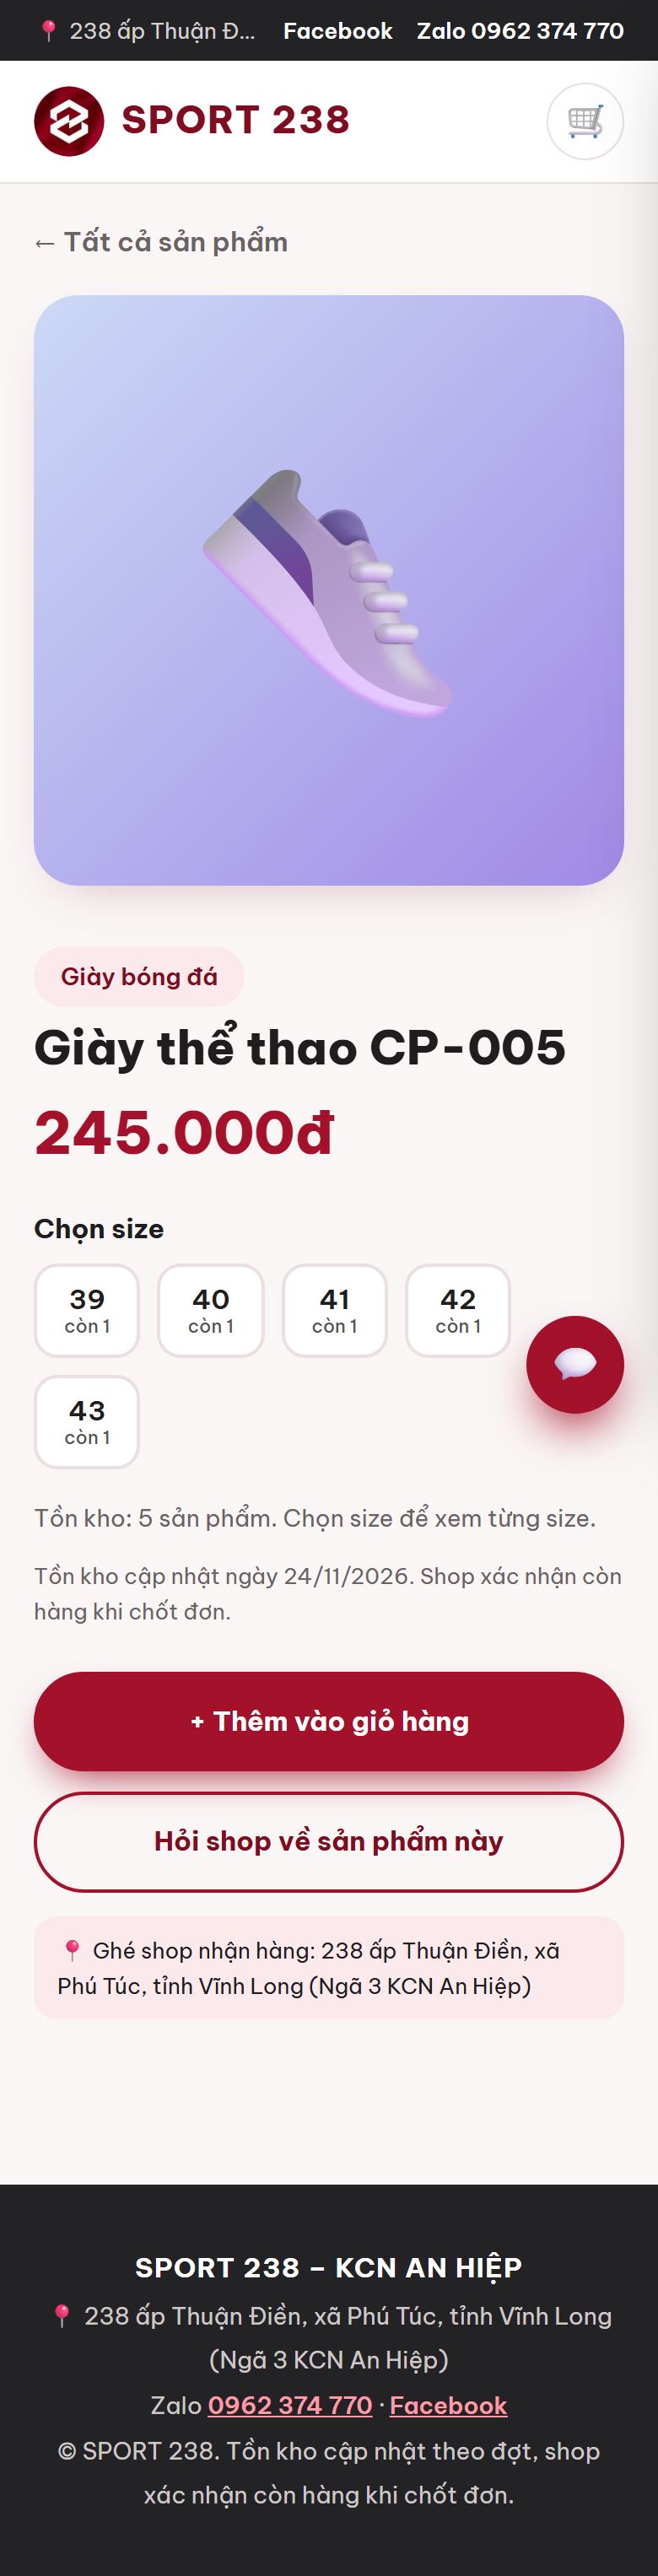 238 ấp Thuận Đ... Facebook Zalo 0962 374 770
SPORT 238
← Tất cả sản phẩm
Giày bóng đá
Giày thể thao CP-005
245.000đ
Chọn size
39 40 41 42
còn 1 còn 1 còn 1 còn 1
43
còn 1
Tồn kho: 5 sản phẩm. Chọn size để xem từng size.
Tồn kho cập nhật ngày 24/11/2026. Shop xác nhận còn
hàng khi chốt đơn.
+ Thêm vào giỏ hàng
Hỏi shop về sản phẩm này
📍 Ghé shop nhận hàng: 238 ấp Thuận Điền, xã
Phú Túc, tỉnh Vĩnh Long (Ngã 3 KCN An Hiệp)
SPORT 238 – KCN AN HIỆP
📍 238 ấp Thuận Điền, xã Phú Túc, tỉnh Vĩnh Long
(Ngã 3 KCN An Hiệp)
Zalo 0962 374 770 · Facebook
© SPORT 238. Tồn kho cập nhật theo đợt, shop
xác nhận còn hàng khi chốt đơn.